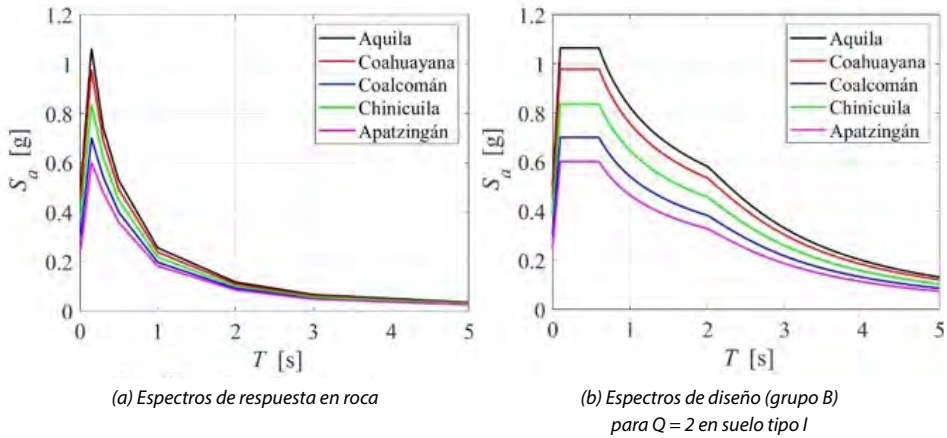 1.2
1
0.8
0.6
0.4
0.2
0
Sa [g]
0 1 2 3 4 5
T [s]
Aquila
Coahuayana
Coalcomán
Chinicuila
Apatzingán
(a) Espectros de respuesta en roca
1.2
1
0.8
0.6
0.4
0.2
0
Sa [g]
0 1 2 3 4 5
T [s]
Aquila
Coahuayana
Coalcomán
Chinicuila
Apatzingán
(b) Espectros de diseño (grupo B)
para Q = 2 en suelo tipo I